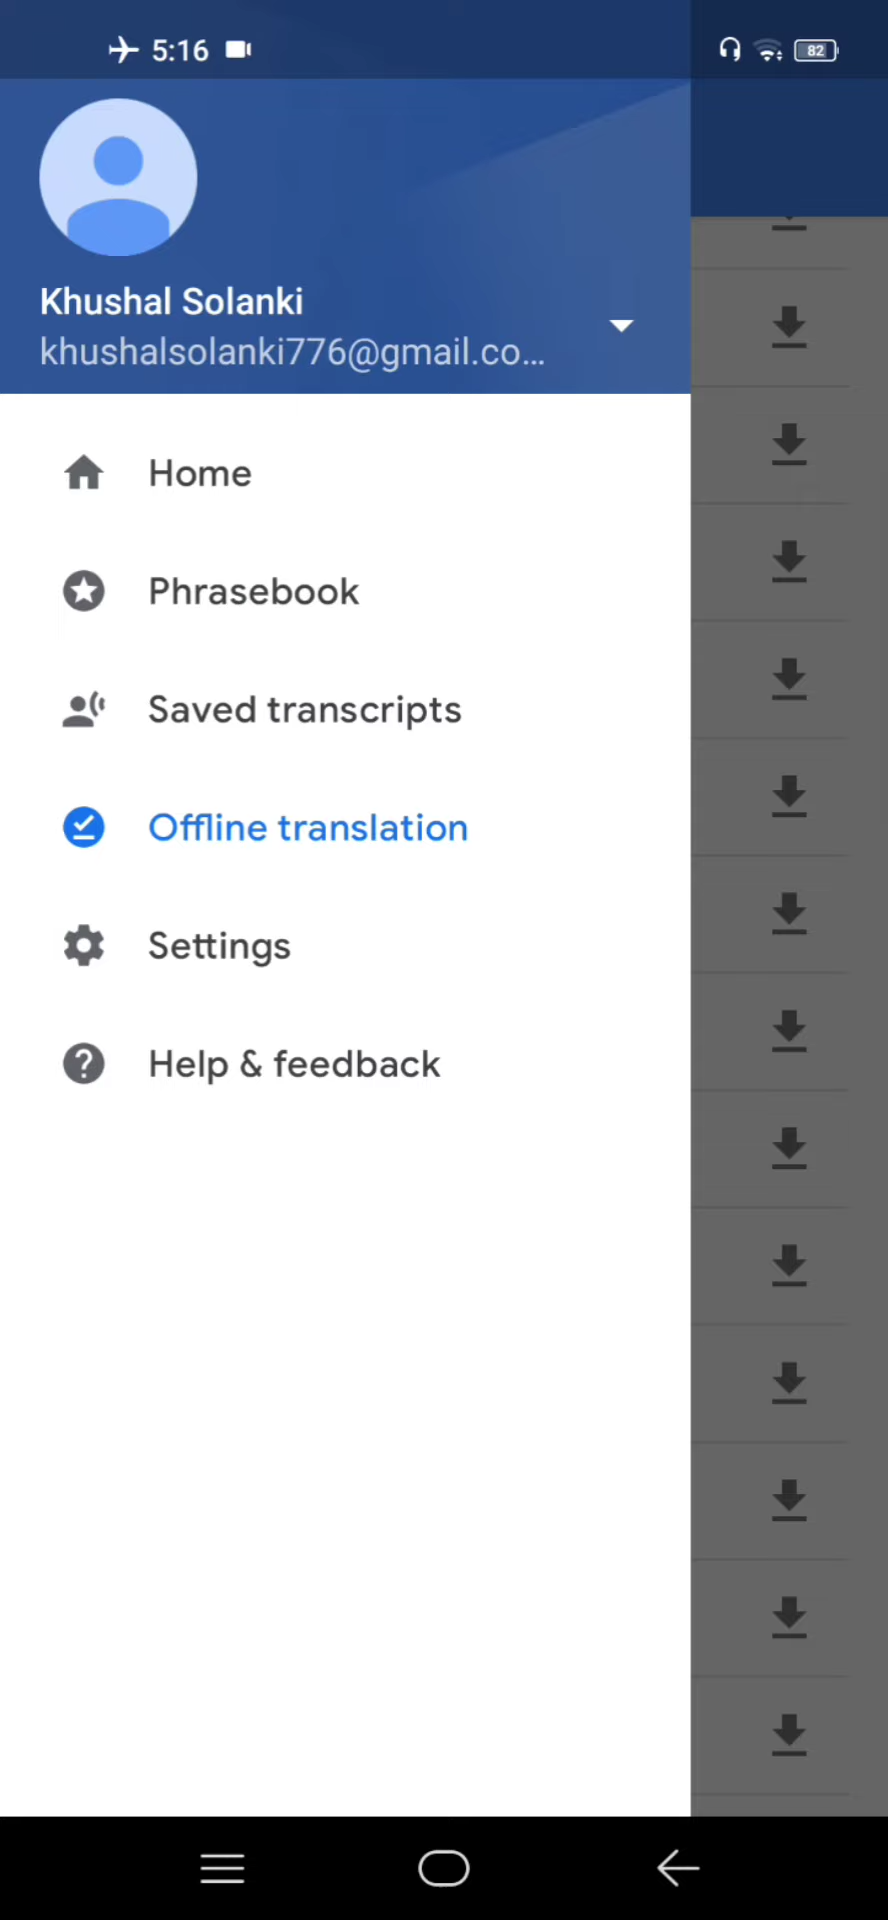 5:16
82
Khushal Solanki
khushalsolanki776@gmail.co...
Home
Phrasebook
Saved transcripts
Offline translation
Settings
Help & feedback